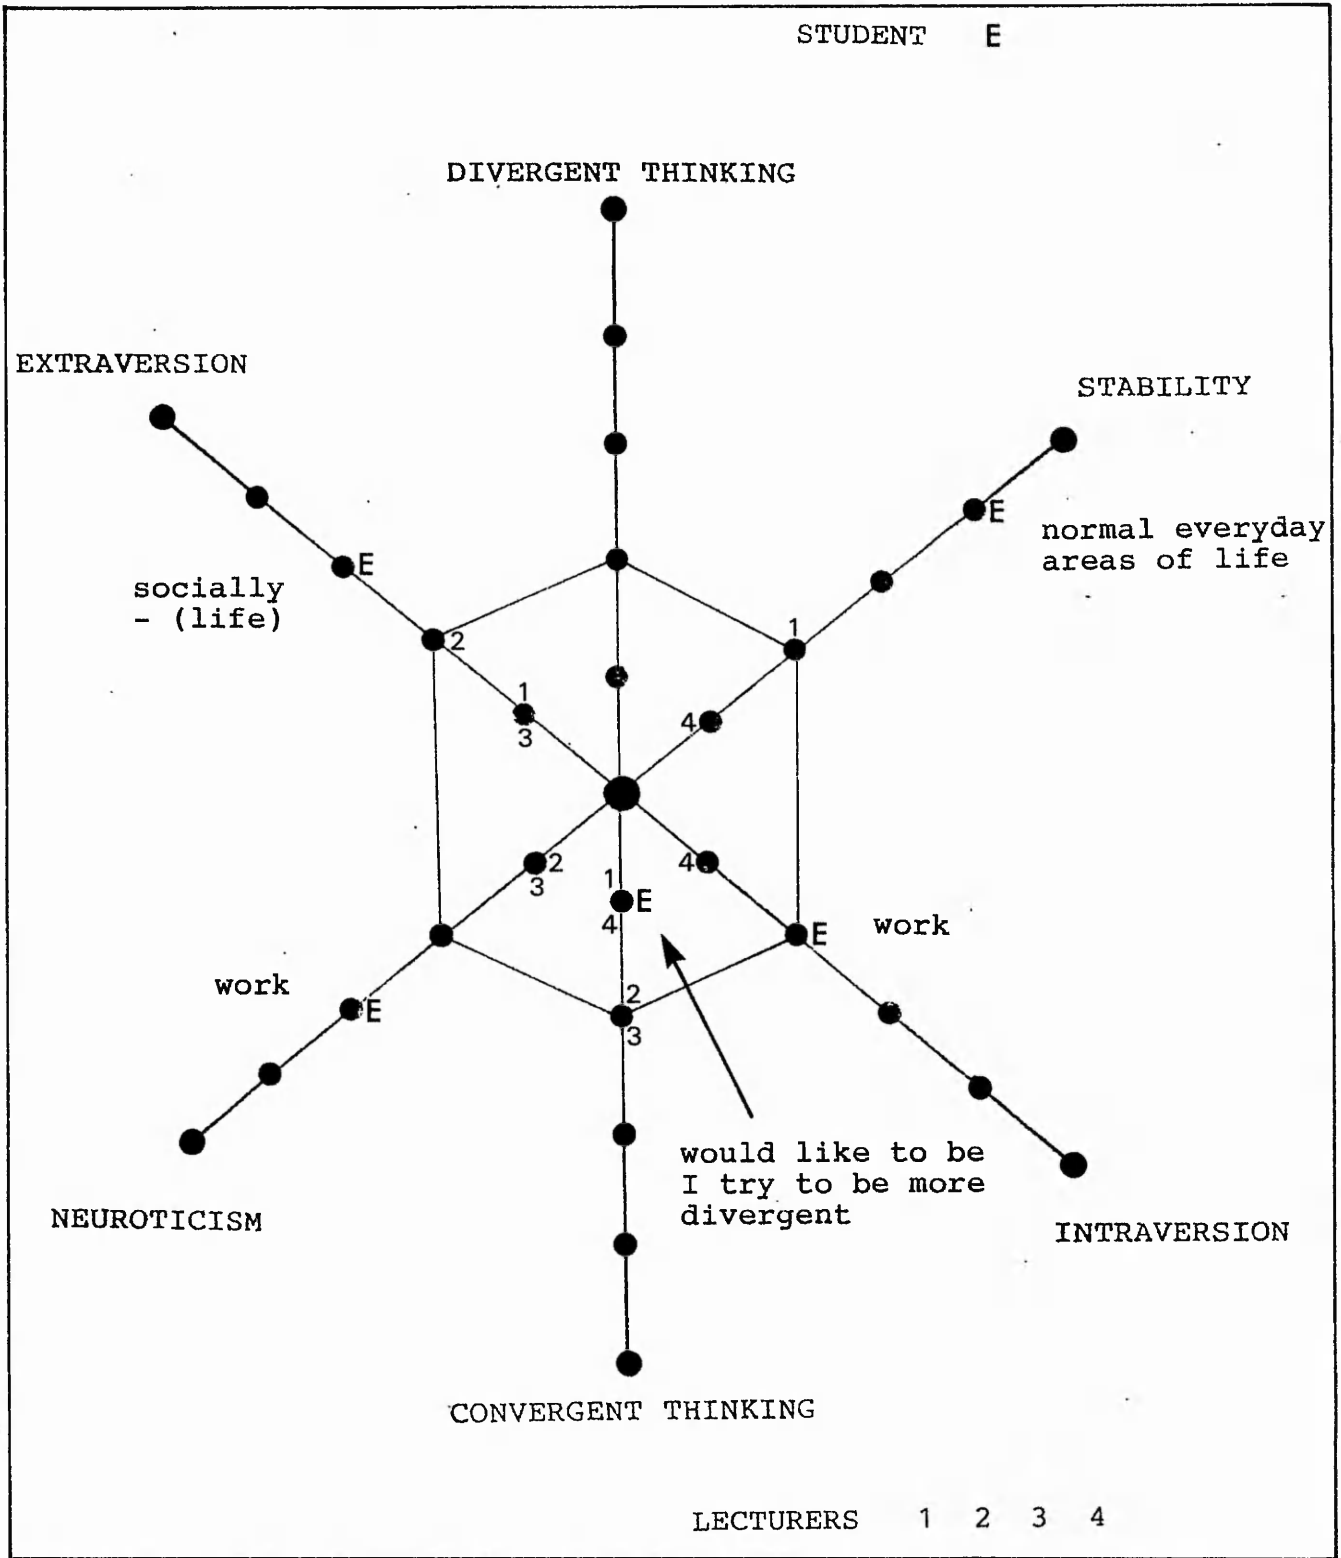 STUDENT E
DIVERGENT THINKING
EXTRAVERSION
STABILITY
E
normal everyday
areas of life
E
socially
- (life)
1
2
1
3
4
2
3
4
1
E
4
work
E
work
E
2
3
would like to be
I try to be more
divergent
NEUROTICISM
INTRAVERSION
CONVERGENT THINKING
LECTURERS 1 2 3 4